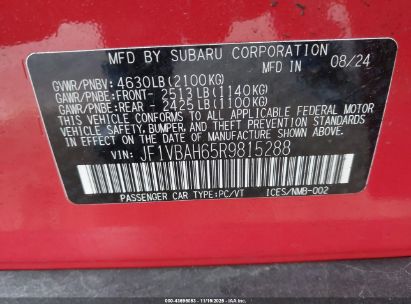 MFD BY SUBARU CORPORATION 08/24
GVWR/PNBV: 4630LB(2100KG)
GAWR/PNBE: FRONT- 2513LB(1140KG)
GAWR/PNBE: REAR - 2425LB(1100KG)
THIS VEHICLE CONFORMS TO ALL APPLICABLE FEDERAL MOTOR
VEHICLE SAFETY, BUMPER, AND THEFT PREVENTION STANDARDS
IN EFFECT ON THE DATE OF MANUFACTURE SHOWN ABOVE.
VIN: JF1VBAH65R9815288
PASSENGER CAR TYPE:PC/VT ICES/NMB-002